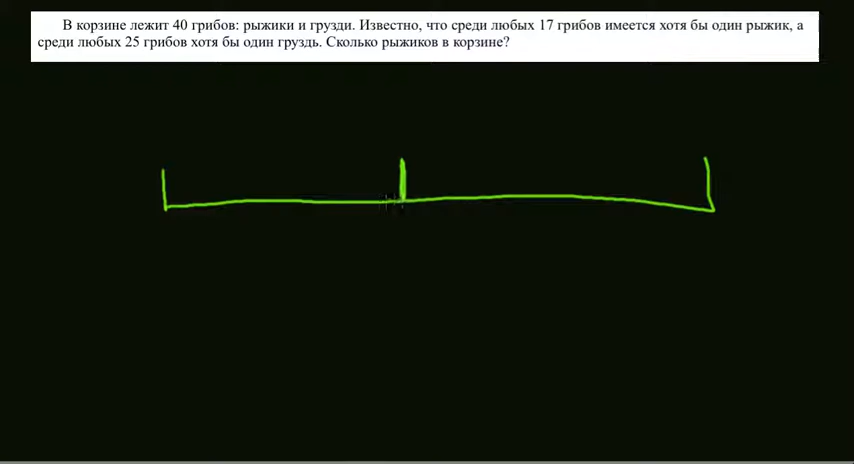 В корзине лежит 40 грибов: рыжики и грузди. Известно, что среди любых 17 грибов имеется хотя бы один рыжик, а
среди любых 25 грибов хотя бы один груздь. Сколько рыжиков в корзине?